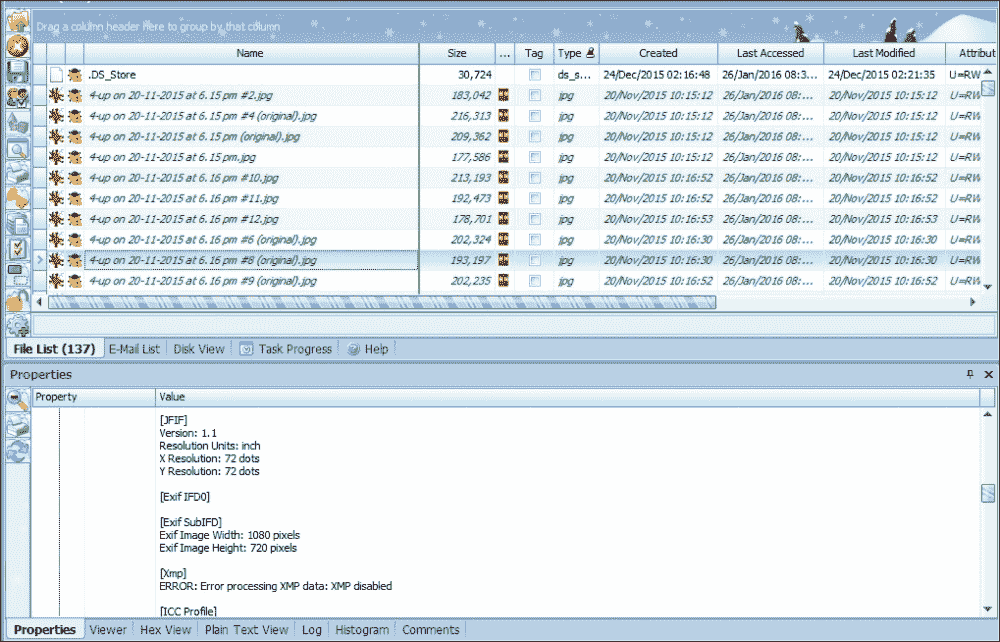 Drag a column header here to group by that column
Name Size ... Tag Type Created Last Accessed Last Modified Attribut
.DS_Store 30,724 ds_s... 24/Dec/2015 02:16:48 26/Jan/2016 08:3... 24/Dec/2015 02:21:35 U=RW
4-up on 20-11-2015 at 6.15 pm #2.jpg 183,042 jpg 20/Nov/2015 10:15:12 26/Jan/2016 08:... 20/Nov/2015 10:15:12 U=RW
4-up on 20-11-2015 at 6.15 pm #4 (original).jpg 216,313 jpg 20/Nov/2015 10:15:12 26/Jan/2016 08:... 20/Nov/2015 10:15:12 U=RW
4-up on 20-11-2015 at 6.15 pm (original).jpg 209,362 jpg 20/Nov/2015 10:15:12 26/Jan/2016 08:... 20/Nov/2015 10:15:12 U=RW
4-up on 20-11-2015 at 6.15 pm.jpg 177,586 jpg 20/Nov/2015 10:15:12 26/Jan/2016 08:... 20/Nov/2015 10:15:12 U=RW
4-up on 20-11-2015 at 6.16 pm #10.jpg 213,193 jpg 20/Nov/2015 10:16:52 26/Jan/2016 08:... 20/Nov/2015 10:16:52 U=RW
4-up on 20-11-2015 at 6.16 pm #11.jpg 192,473 jpg 20/Nov/2015 10:16:52 26/Jan/2016 08:... 20/Nov/2015 10:16:52 U=RW
4-up on 20-11-2015 at 6.16 pm #12.jpg 178,701 jpg 20/Nov/2015 10:16:53 26/Jan/2016 08:... 20/Nov/2015 10:16:53 U=RW
4-up on 20-11-2015 at 6.16 pm #6 (original).jpg 202,324 jpg 20/Nov/2015 10:16:30 26/Jan/2016 08:... 20/Nov/2015 10:16:30 U=RW
4-up on 20-11-2015 at 6.16 pm #8 (original).jpg 193,197 jpg 20/Nov/2015 10:16:30 26/Jan/2016 08:... 20/Nov/2015 10:16:30 U=RW
4-up on 20-11-2015 at 6.16 pm #9 (original).jpg 202,235 jpg 20/Nov/2015 10:16:52 26/Jan/2016 08:... 20/Nov/2015 10:16:52 U=RW
File List (137) E-Mail List Disk View Task Progress Help
Properties
Property Value
[JFIF]
Version: 1.1
Resolution Units: inch
X Resolution: 72 dots
Y Resolution: 72 dots
[Exif IFD0]
[Exif SubIFD]
Exif Image Width: 1080 pixels
Exif Image Height: 720 pixels
[Xmp]
ERROR: Error processing XMP data: XMP disabled
[ICC Profile]
Properties Viewer Hex View Plain Text View Log Histogram Comments